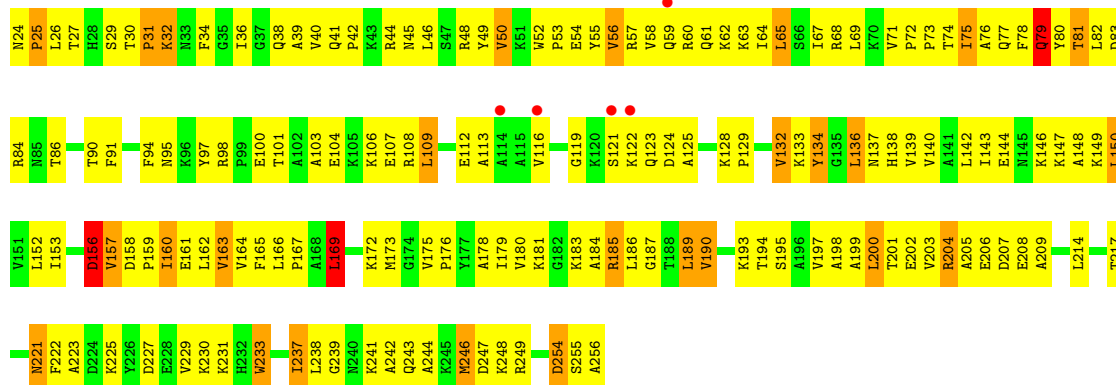 N24 P25 L26 T27 H28 S29 T30 P31 K32 N33 F34 G35 I36 G37 Q38 A39 V40 Q41 P42 K43 R44 N45 L46 S47 R48 Y49 V50 K51 W52 P53 E54 Y55 V56 R57 V58 Q59 R60 Q61 K62 K63 I64 L65 S66 I67 R68 L69 K70 V71 P72 P73 T74 I75 A76 Q77 F78 Q79 Y80 T81 L82 D83
R84 N85 T86 T90 F91 F94 N95 K96 Y97 R98 P99 E100 T101 A102 A103 E104 K105 K106 E107 R108 L109 E112 A113 A114 A115 V116 G119 K120 S121 K122 Q123 D124 A125 K128 P129 V132 K133 Y134 G135 L136 N137 H138 V139 V140 A141 L142 I143 E144 N145 K146 K147 A148 K149 L150
V151 L152 I153 D156 V157 D158 P159 I160 E161 L162 V163 V164 F165 L166 P167 A168 L169 K172 M173 G174 V175 P176 Y177 A178 I179 V180 K181 G182 K183 A184 R185 L186 G187 T188 L189 V190 K193 T194 S195 A196 V197 A198 A199 L200 T201 E202 V203 R204 A205 E206 D207 E208 A209 L214 T217
N221 F222 A223 D224 K225 Y226 D227 E228 V229 K230 K231 H232 W233 I237 L238 G239 N240 K241 A242 Q243 A244 K245 M246 D247 K248 R249 D254 S255 A256